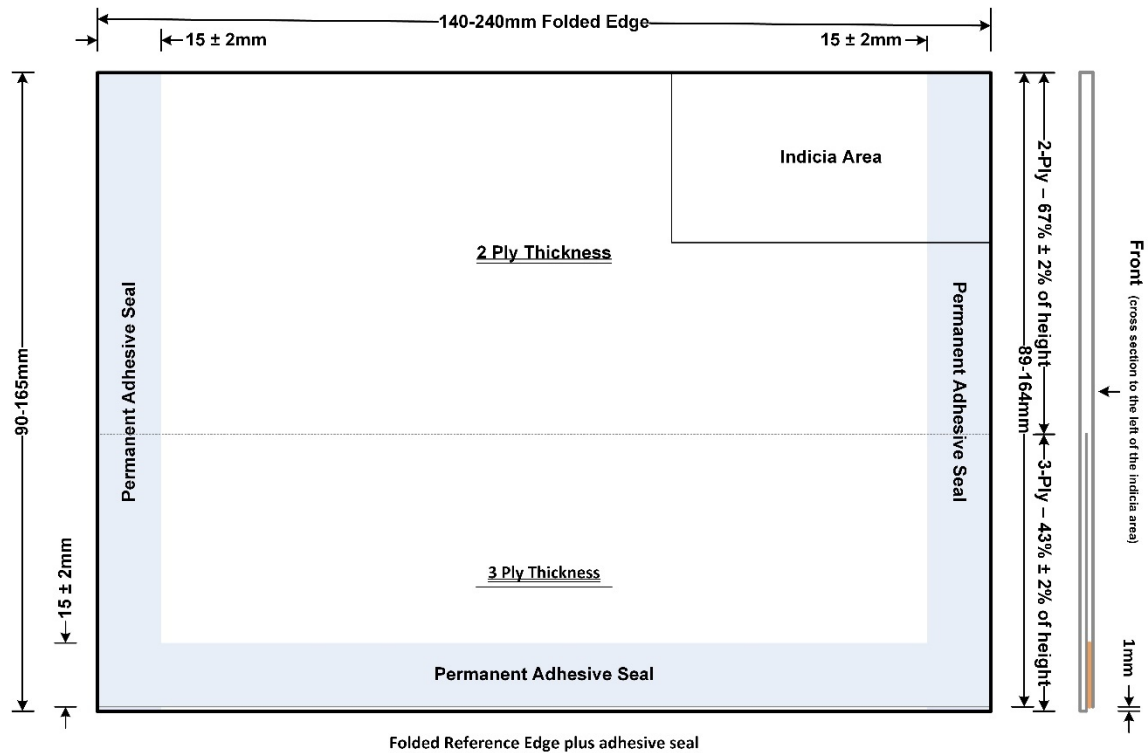 140-240mm Folded Edge
15 ± 2mm
15 ± 2mm
Indicia Area
2 Ply Thickness
Permanent Adhesive Seal
Permanent Adhesive Seal
90-165mm
89-164mm
2-Ply – 67% ± 2% of height
3-Ply – 43% ± 2% of height
Front (cross section to the left of the indicia area)
3 Ply Thickness
15 ± 2mm
1mm
Permanent Adhesive Seal
Folded Reference Edge plus adhesive seal